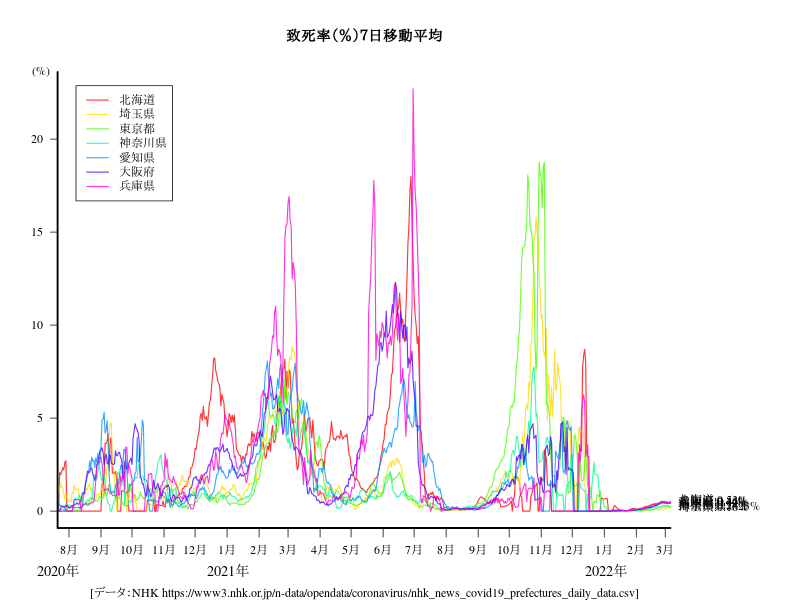 致死率(%)7日移動平均
(%)
20
15
10
5
0
北海道
埼玉県
東京都
神奈川県
愛知県
大阪府
兵庫県
8月 9月 10月 11月 12月 1月 2月 3月 4月 5月 6月 7月 8月 9月 10月 11月 12月 1月 2月 3月
2020年 2021年 2022年
[データ:NHK https://www3.nhk.or.jp/n-data/opendata/coronavirus/nhk_news_covid19_prefectures_daily_data.csv]